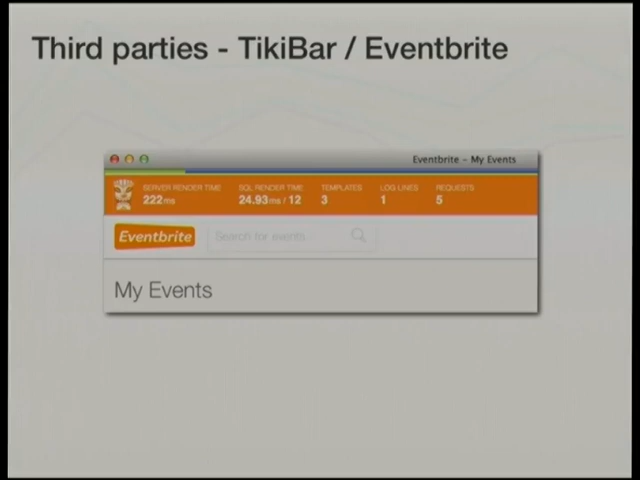 Third parties - TikiBar / Eventbrite
Eventbrite – My Events
SERVER RENDER TIME SQL RENDER TIME TEMPLATES LOG LINES REQUESTS
222ms 24.93ms / 12 3 1 5
Eventbrite Search for events...
My Events